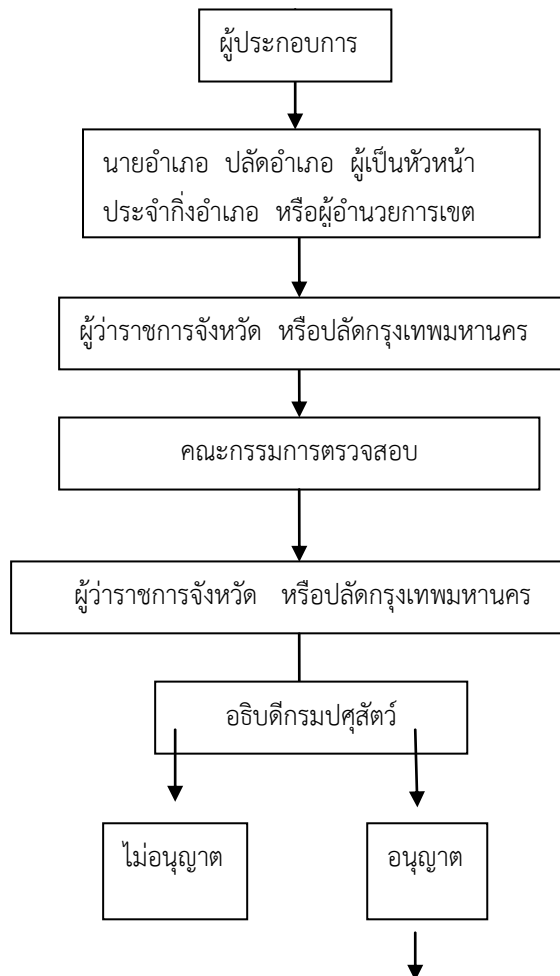 ผู้ประกอบการ
นายอำเภอ ปลัดอำเภอ ผู้เป็นหัวหน้า
ประจำกิ่งอำเภอ หรือผู้อำนวยการเขต
ผู้ว่าราชการจังหวัด หรือปลัดกรุงเทพมหานคร
คณะกรรมการตรวจสอบ
ผู้ว่าราชการจังหวัด หรือปลัดกรุงเทพมหานคร
อธิบดีกรมปศุสัตว์
ไม่อนุญาต
อนุญาต